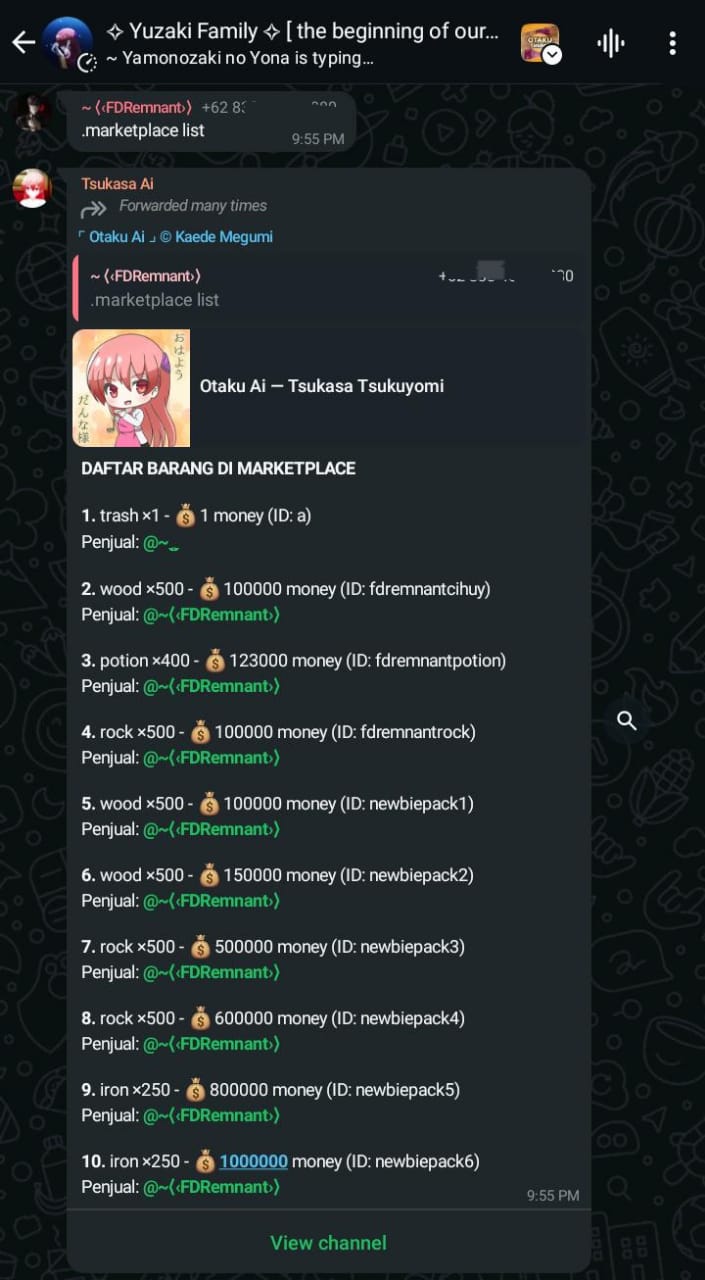 ✧ Yuzaki Family ✧ [ the beginning of our...
~ Yamonozaki no Yona is typing...
OTAKU
~ ⟨‹FDRemnant›⟩ +62 8
.marketplace list
9:55 PM
Tsukasa Ai
Forwarded many times
「 Otaku Ai 」 © Kaede Megumi
~ ⟨‹FDRemnant›⟩
.marketplace list
おはよう
だんな様
Otaku Ai — Tsukasa Tsukuyomi
DAFTAR BARANG DI MARKETPLACE
1. trash ×1 - 💰 1 money (ID: a)
Penjual: @~
2. wood ×500 - 💰 100000 money (ID: fdremnantcihuy)
Penjual: @~⟨‹FDRemnant›⟩
3. potion ×400 - 💰 123000 money (ID: fdremnantpotion)
Penjual: @~⟨‹FDRemnant›⟩
4. rock ×500 - 💰 100000 money (ID: fdremnantrock)
Penjual: @~⟨‹FDRemnant›⟩
5. wood ×500 - 💰 100000 money (ID: newbiepack1)
Penjual: @~⟨‹FDRemnant›⟩
6. wood ×500 - 💰 150000 money (ID: newbiepack2)
Penjual: @~⟨‹FDRemnant›⟩
7. rock ×500 - 💰 500000 money (ID: newbiepack3)
Penjual: @~⟨‹FDRemnant›⟩
8. rock ×500 - 💰 600000 money (ID: newbiepack4)
Penjual: @~⟨‹FDRemnant›⟩
9. iron ×250 - 💰 800000 money (ID: newbiepack5)
Penjual: @~⟨‹FDRemnant›⟩
10. iron ×250 - 💰 1000000 money (ID: newbiepack6)
Penjual: @~⟨‹FDRemnant›⟩
9:55 PM
View channel